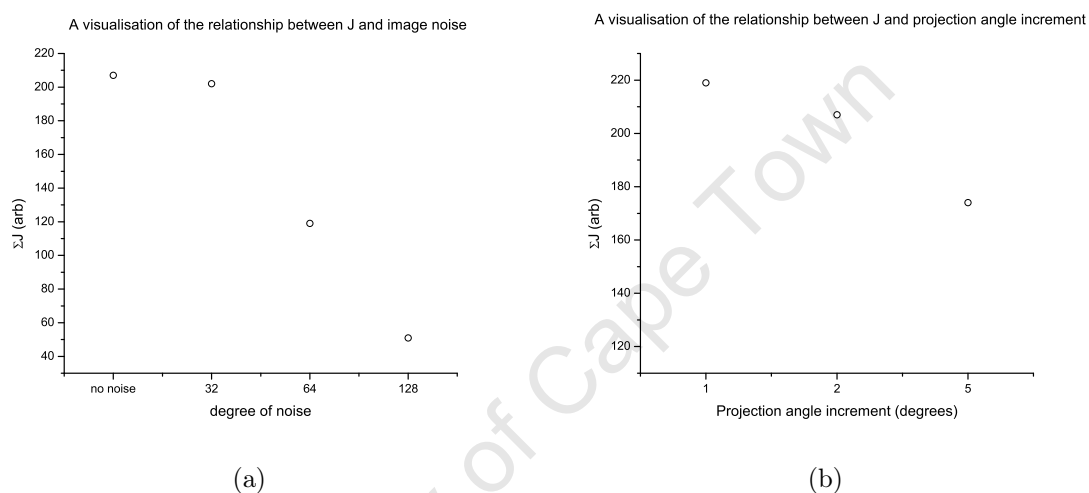 A visualisation of the relationship between J and image noise
220
200
180
160
140
120
100
80
60
40
ΣJ (arb)
no noise 32 64 128
degree of noise
(a)
A visualisation of the relationship between J and projection angle increment
220
200
180
160
140
120
ΣJ (arb)
1 2 5
Projection angle increment (degrees)
(b)
of Cape Town